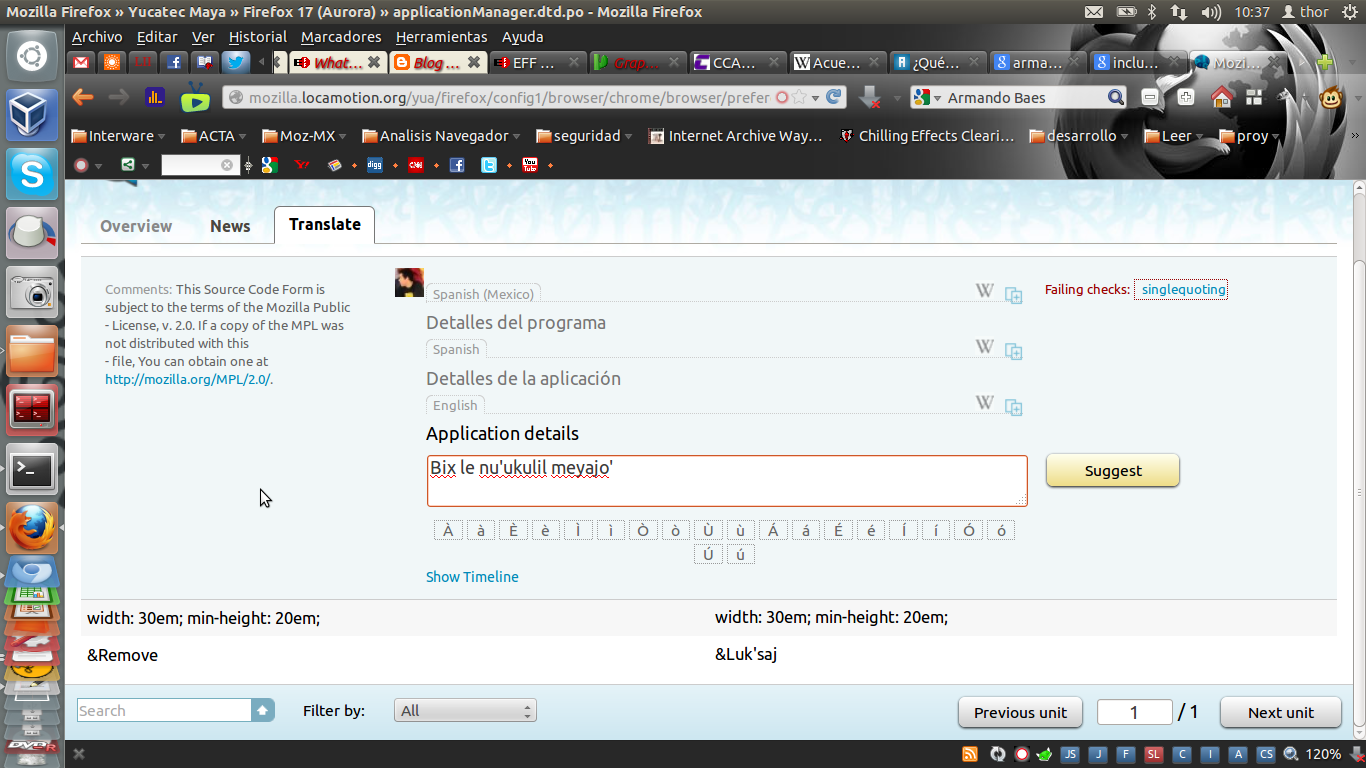 Mozilla Firefox » Yucatec Maya » Firefox 17 (Aurora) » applicationManager.dtd.po - Mozilla Firefox
10:37 thor
Archivo Editar Ver Historial Marcadores Herramientas Ayuda
What... Blog ... EFF ... Grap... CCA... Acue... ¿Qué... arma... inclu... Mozi...
mozilla.locamotion.org/yua/firefox/config1/browser/chrome/browser/prefer Armando Baes
Interware ACTA Moz-MX Analisis Navegador seguridad Internet Archive Way... Chilling Effects Cleari... desarrollo Leer proy
digg CNN You Tube
Overview News Translate
Comments: This Source Code Form is
subject to the terms of the Mozilla Public
- License, v. 2.0. If a copy of the MPL was
not distributed with this
- file, You can obtain one at
http://mozilla.org/MPL/2.0/.
Spanish (Mexico)
Detalles del programa
Spanish
Detalles de la aplicación
English
Application details
Bix le nu'ukulil meyajo'
À à È è Ì ì Ò ò Ù ù Á á É é Í í Ó ó
Ú ú
Show Timeline
Failing checks: singlequoting
Suggest
width: 30em; min-height: 20em; width: 30em; min-height: 20em;
&Remove &Luk'saj
Search Filter by: All Previous unit 1 / 1 Next unit
JS J F SL C I A CS 120%